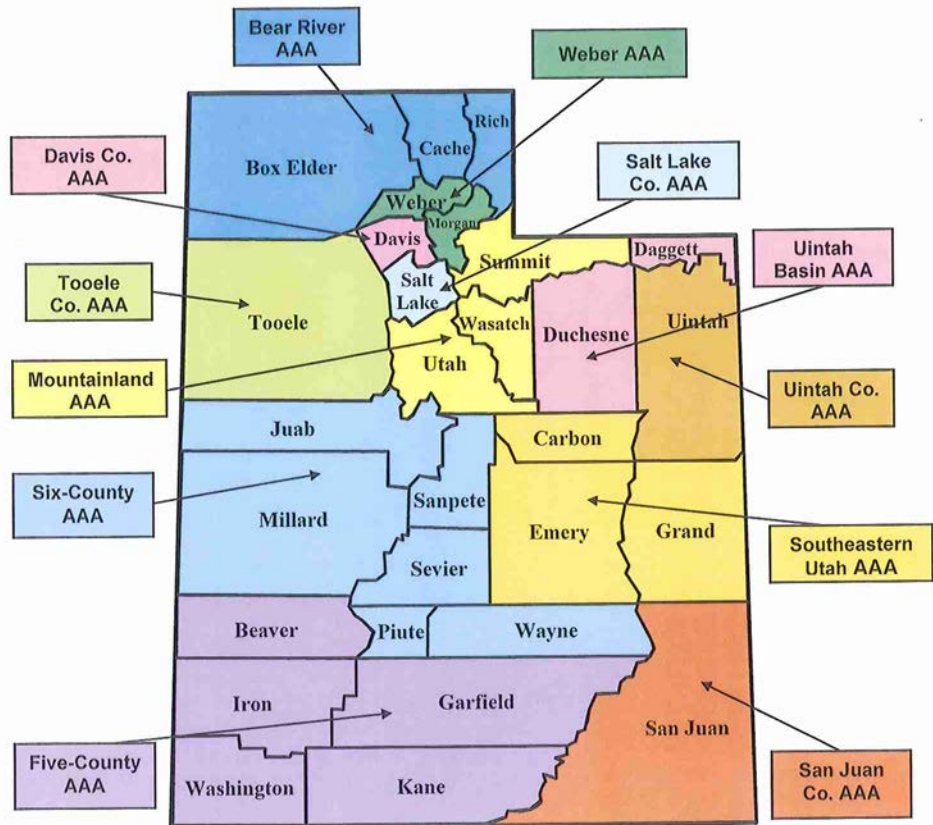 Bear River
AAA
Weber AAA
Davis Co.
AAA
Salt Lake
Co. AAA
Rich
Cache
Box Elder
Weber
Morgan
Davis
Summit
Daggett
Uintah
Basin AAA
Tooele
Co. AAA
Salt
Lake
Tooele
Wasatch
Duchesne
Uintah
Utah
Mountainland
AAA
Uintah Co.
AAA
Juab
Carbon
Six-County
AAA
Millard
Sanpete
Emery
Grand
Southeastern
Utah AAA
Sevier
Beaver
Piute
Wayne
Iron
Garfield
San Juan
Five-County
AAA
Washington
Kane
San Juan
Co. AAA